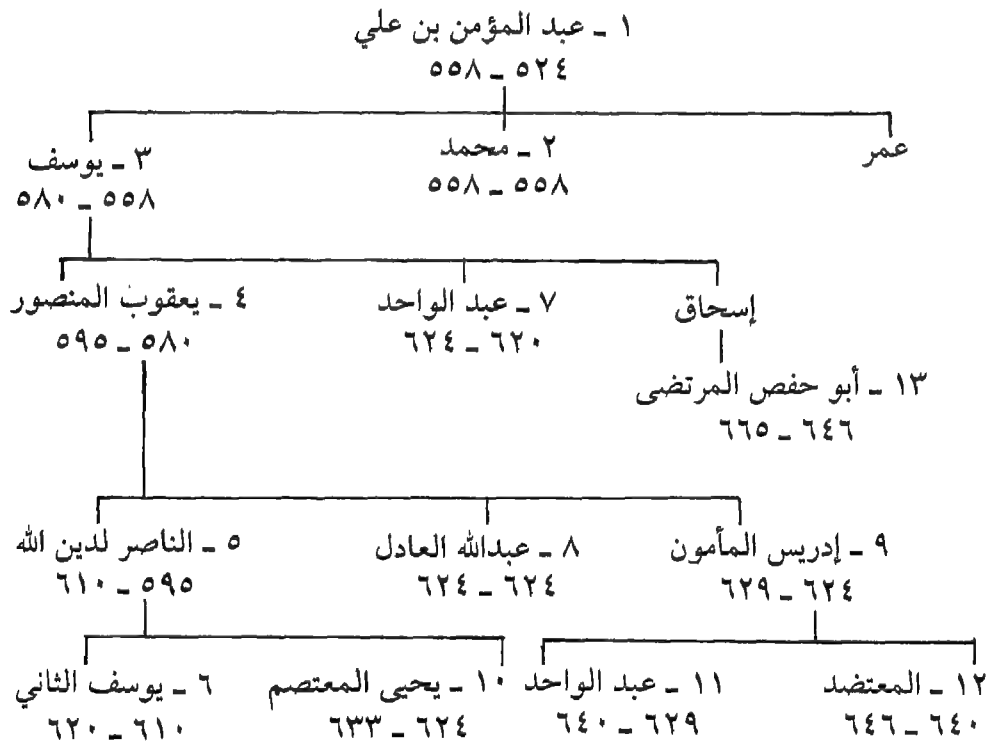 ١ ـ عبد المؤمن بن علي
٥٢٤ ـ ٥٥٨
عمر
٢ ـ محمد
٥٥٨ ـ ٥٥٨
٣ ـ يوسف
٥٥٨ ـ ٥٨٠
إسحاق
٧ ـ عبد الواحد
٦٢٠ ـ ٦٢٤
٤ ـ يعقوب المنصور
٥٨٠ ـ ٥٩٥
١٣ ـ أبو حفص المرتضى
٦٤٦ ـ ٦٦٥
٩ ـ إدريس المأمون
٦٢٤ ـ ٦٢٩
٨ ـ عبدالله العادل
٦٢٤ ـ ٦٢٤
٥ ـ الناصر لدين الله
٥٩٥ ـ ٦١٠
١٢ ـ المعتضد
٦٤٠ ـ ٦٤٦
١١ ـ عبد الواحد
٦٢٩ ـ ٦٤٠
١٠ ـ يحيى المعتصم
٦٢٤ ـ ٦٣٣
٦ ـ يوسف الثاني
٦١٠ ـ ٦٢٠